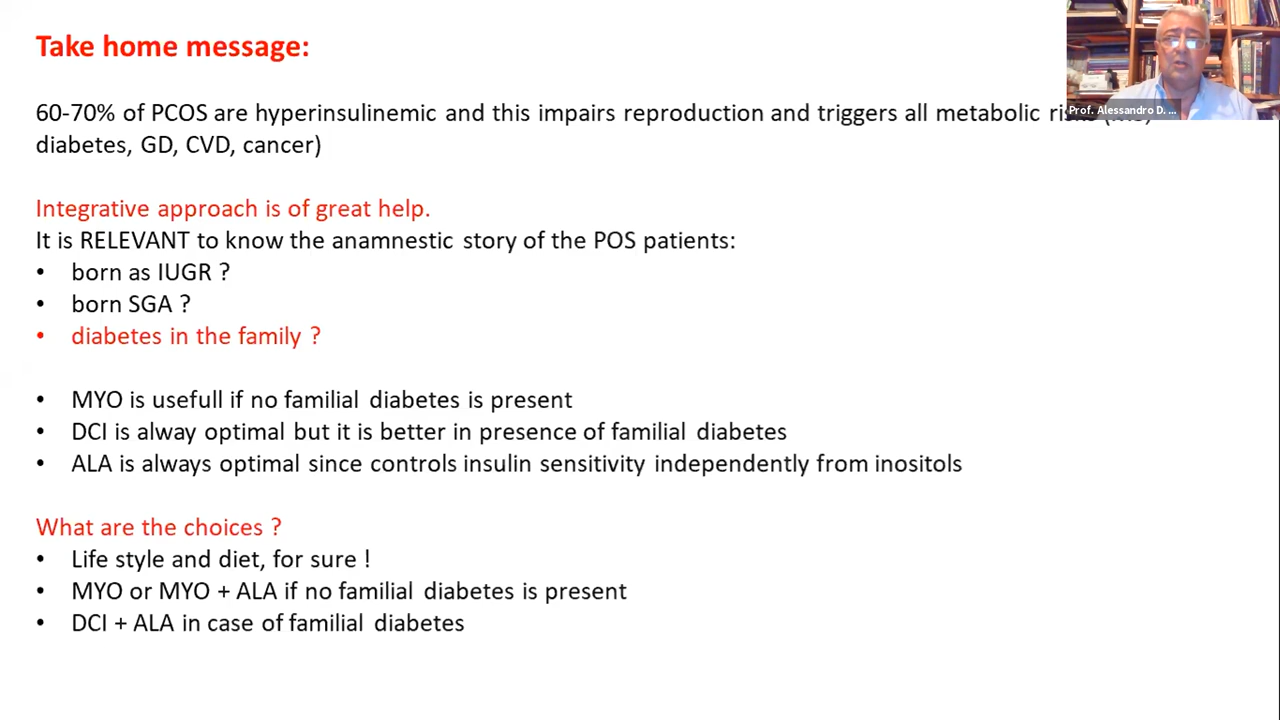 Take home message:
60-70% of PCOS are hyperinsulinemic and this impairs reproduction and triggers all metabolic
diabetes, GD, CVD, cancer)
Prof. Alessandro D. ...
Integrative approach is of great help.
It is RELEVANT to know the anamnestic story of the POS patients:
• born as IUGR ?
• born SGA ?
• diabetes in the family ?
• MYO is usefull if no familial diabetes is present
• DCI is alway optimal but it is better in presence of familial diabetes
• ALA is always optimal since controls insulin sensitivity independently from inositols
What are the choices ?
• Life style and diet, for sure !
• MYO or MYO + ALA if no familial diabetes is present
• DCI + ALA in case of familial diabetes